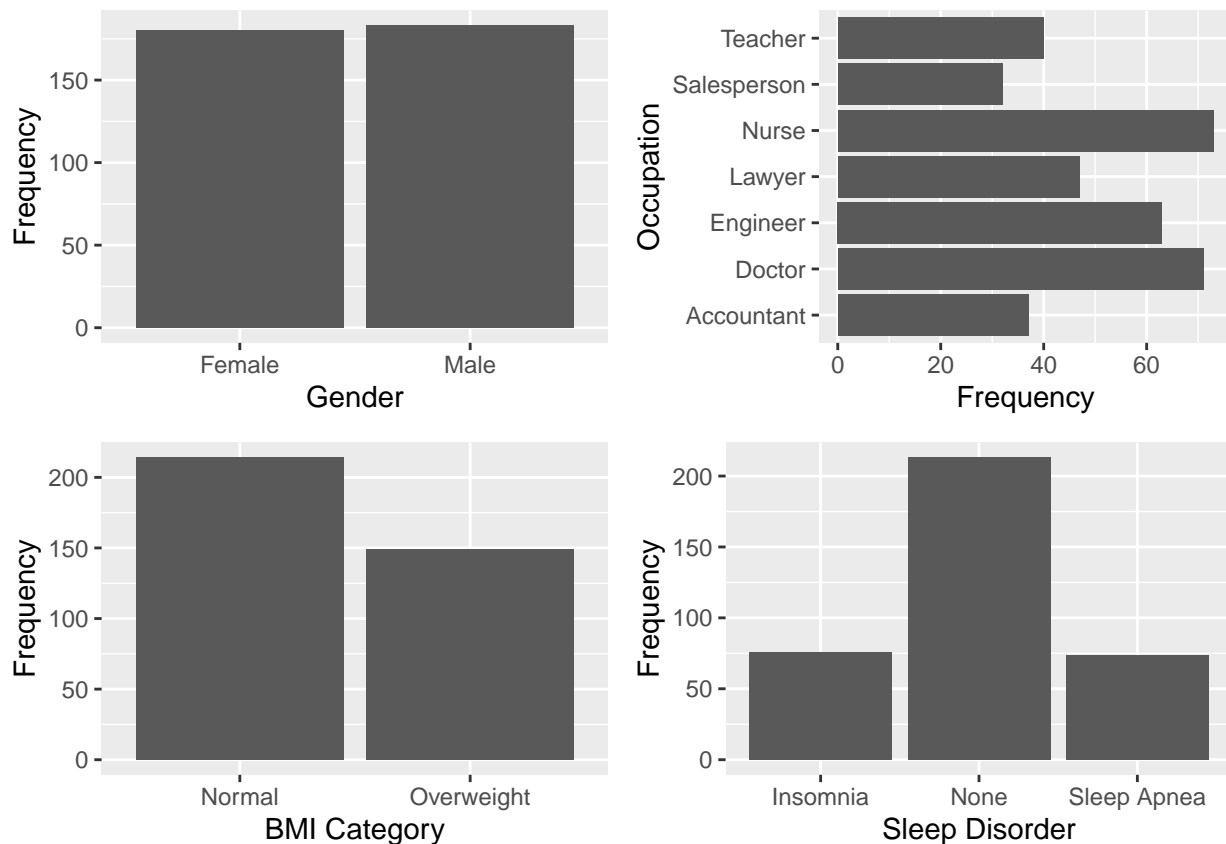 Frequency
150
100
50
0
Female Male
Gender
Occupation
Teacher
Salesperson
Nurse
Lawyer
Engineer
Doctor
Accountant
0 20 40 60
Frequency
Frequency
200
150
100
50
0
Normal Overweight
BMI Category
Frequency
200
150
100
50
0
Insomnia None Sleep Apnea
Sleep Disorder